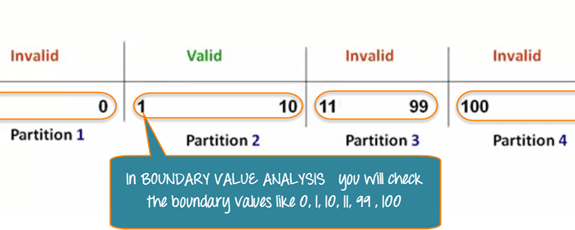 Invalid Valid Invalid Invalid
0 1 10 11 99 100
Partition 1 Partition 2 Partition 3 Partition 4
In BOUNDARY VALUE ANALYSIS you will check
the boundary values like 0, 1, 10, 11, 99 , 100